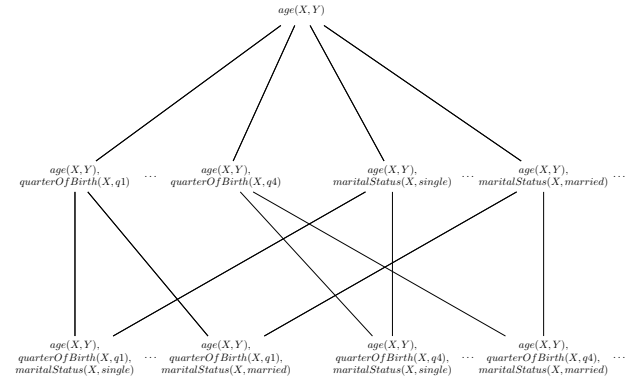 age(X, Y)
age(X, Y),
quarterOfBirth(X, q1)
...
age(X, Y),
quarterOfBirth(X, q4)
age(X, Y),
maritalStatus(X, single)
...
age(X, Y),
maritalStatus(X, married)
...
age(X, Y),
quarterOfBirth(X, q1),
maritalStatus(X, single)
...
age(X, Y),
quarterOfBirth(X, q1),
maritalStatus(X, married)
age(X, Y),
quarterOfBirth(X, q4),
maritalStatus(X, single)
...
age(X, Y),
quarterOfBirth(X, q4),
maritalStatus(X, married)
...